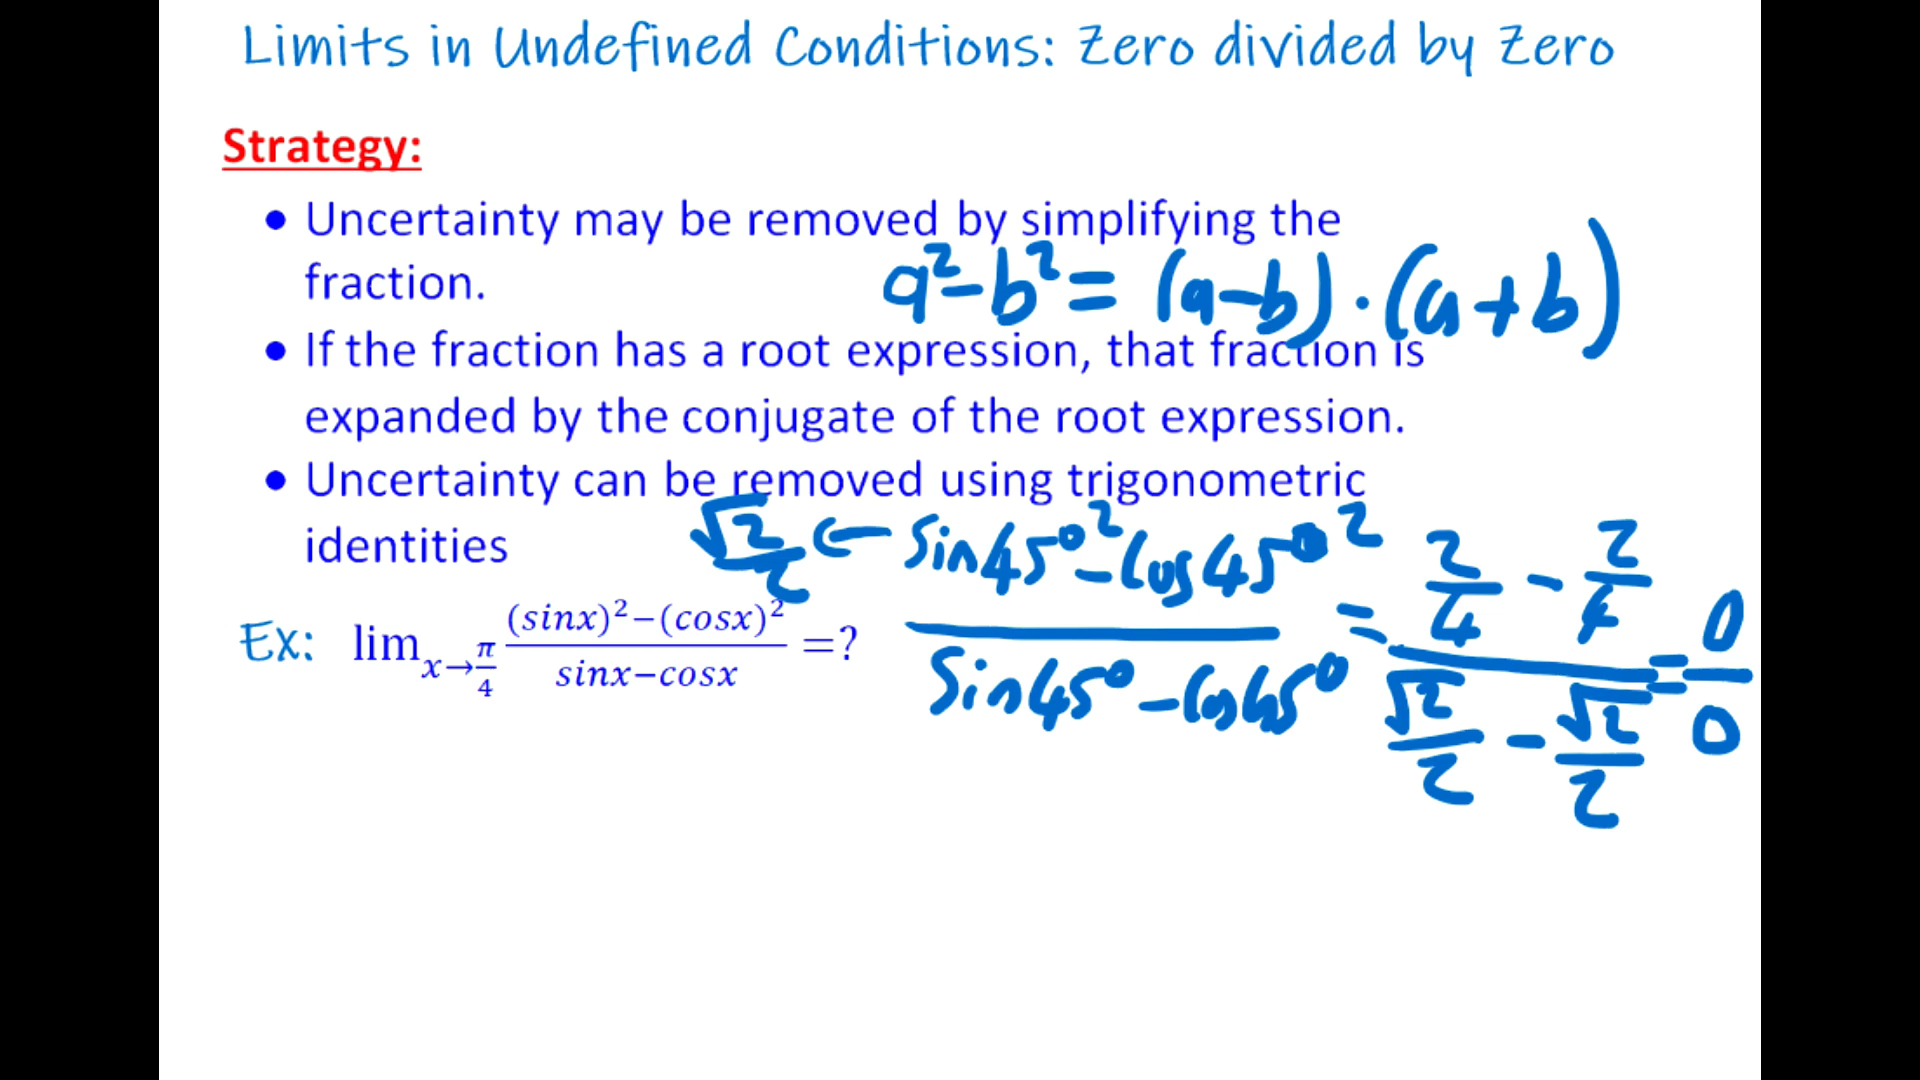 Limits in Undefined Conditions: Zero divided by Zero
Strategy:
• Uncertainty may be removed by simplifying the
fraction.
a²-b² = (a-b)·(a+b)
• If the fraction has a root expression, that fraction is
expanded by the conjugate of the root expression.
• Uncertainty can be removed using trigonometric
identities
√2/2 ← (sin45°² - cos45°²)/(sin45° - cos45°) = (2/4 - 2/4)/(√2/2 - √2/2) = 0/0
Ex: lim x→π/4 ((sinx)²−(cosx)²)/(sinx−cosx) =?